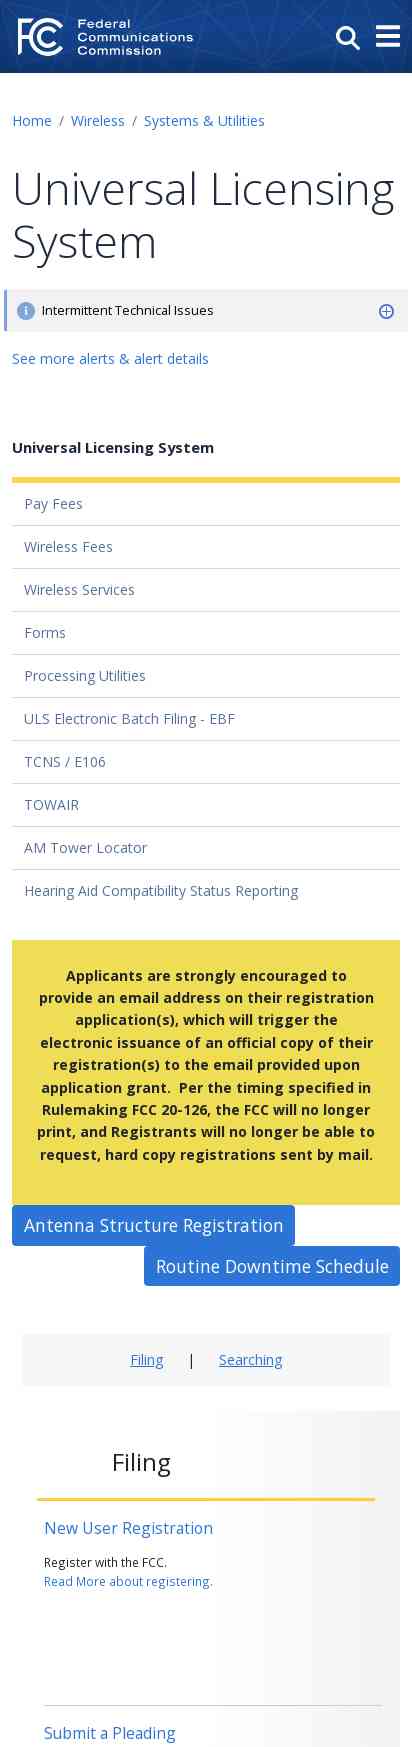 FCC
Federal
Communications
Commission
Home / Wireless / Systems & Utilities
Universal Licensing
System
Intermittent Technical Issues
See more alerts & alert details
Universal Licensing System
Pay Fees
Wireless Fees
Wireless Services
Forms
Processing Utilities
ULS Electronic Batch Filing - EBF
TCNS / E106
TOWAIR
AM Tower Locator
Hearing Aid Compatibility Status Reporting
Applicants are strongly encouraged to
provide an email address on their registration
application(s), which will trigger the
electronic issuance of an official copy of their
registration(s) to the email provided upon
application grant.  Per the timing specified in
Rulemaking FCC 20-126, the FCC will no longer
print, and Registrants will no longer be able to
request, hard copy registrations sent by mail.
Antenna Structure Registration
Routine Downtime Schedule
Filing | Searching
Filing
New User Registration
Register with the FCC.
Read More about registering.
Submit a Pleading